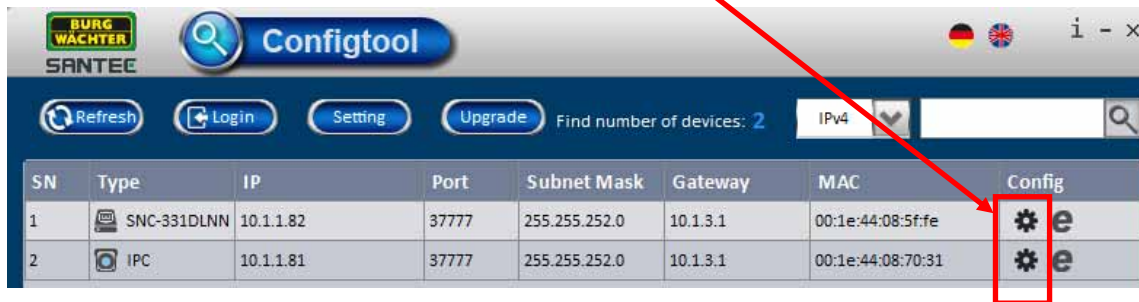 BURG
WÄCHTER
SANTEC
Configtool
i - ×
Refresh Login Setting Upgrade Find number of devices: 2 IPv4
SN Type IP Port Subnet Mask Gateway MAC Config
1 SNC-331DLNN 10.1.1.82 37777 255.255.252.0 10.1.3.1 00:1e:44:08:5f:fe e
2 IPC 10.1.1.81 37777 255.255.252.0 10.1.3.1 00:1e:44:08:70:31 e